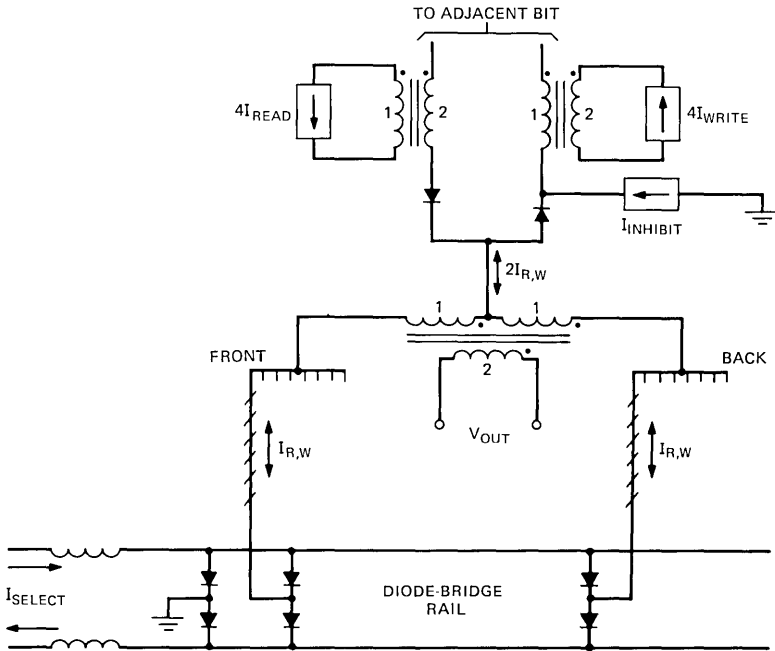 TO ADJACENT BIT
4I_READ
1
2
1
2
4I_WRITE
I_INHIBIT
2I_R,W
1
1
FRONT
BACK
2
V_OUT
I_R,W
I_R,W
I_SELECT
DIODE-BRIDGE
RAIL